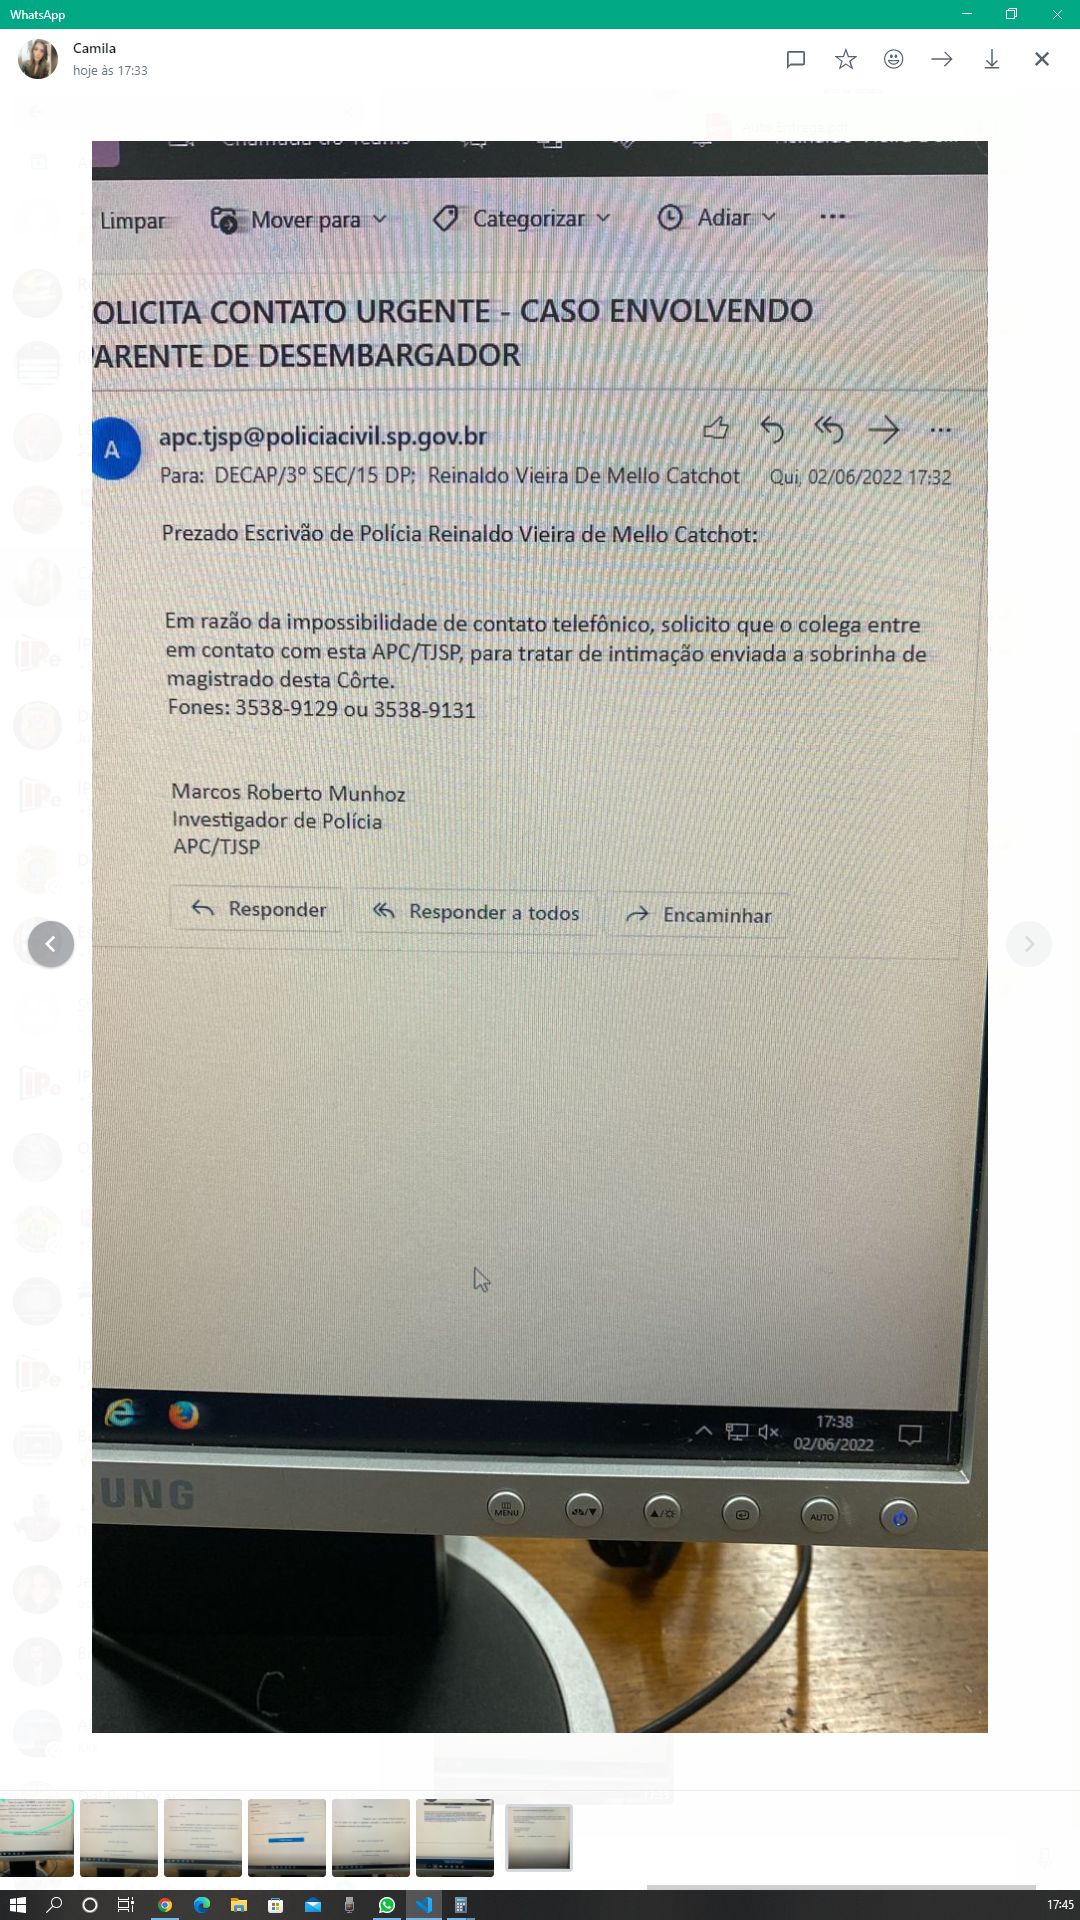 WhatsApp
Camila
hoje às 17:33
Chamada do Teams
Limpar Mover para Categorizar Adiar
OLICITA CONTATO URGENTE - CASO ENVOLVENDO
PARENTE DE DESEMBARGADOR
A
apc.tjsp@policiacivil.sp.gov.br
Para: DECAP/3º SEC/15 DP; Reinaldo Vieira De Mello Catchot Qui, 02/06/2022 17:32
Prezado Escrivão de Polícia Reinaldo Vieira de Mello Catchot:
Em razão da impossibilidade de contato telefônico, solicito que o colega entre
em contato com esta APC/TJSP, para tratar de intimação enviada a sobrinha de
magistrado desta Côrte.
Fones: 3538-9129 ou 3538-9131
Marcos Roberto Munhoz
Investigador de Polícia
APC/TJSP
Responder Responder a todos Encaminhar
17:38
02/06/2022
UNG
MENU
AUTO
17:45